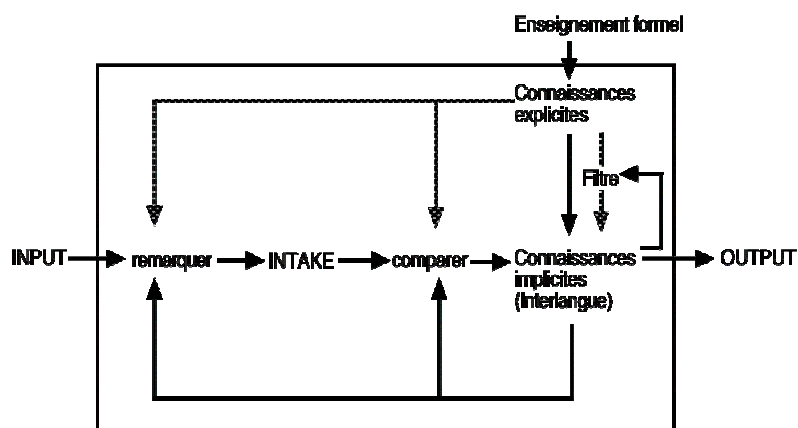 Enseignement formel
Connaissances
explicites
Filtre
INPUT
remarquer
INTAKE
comparer
Connaissances
implicites
(Interlangue)
OUTPUT